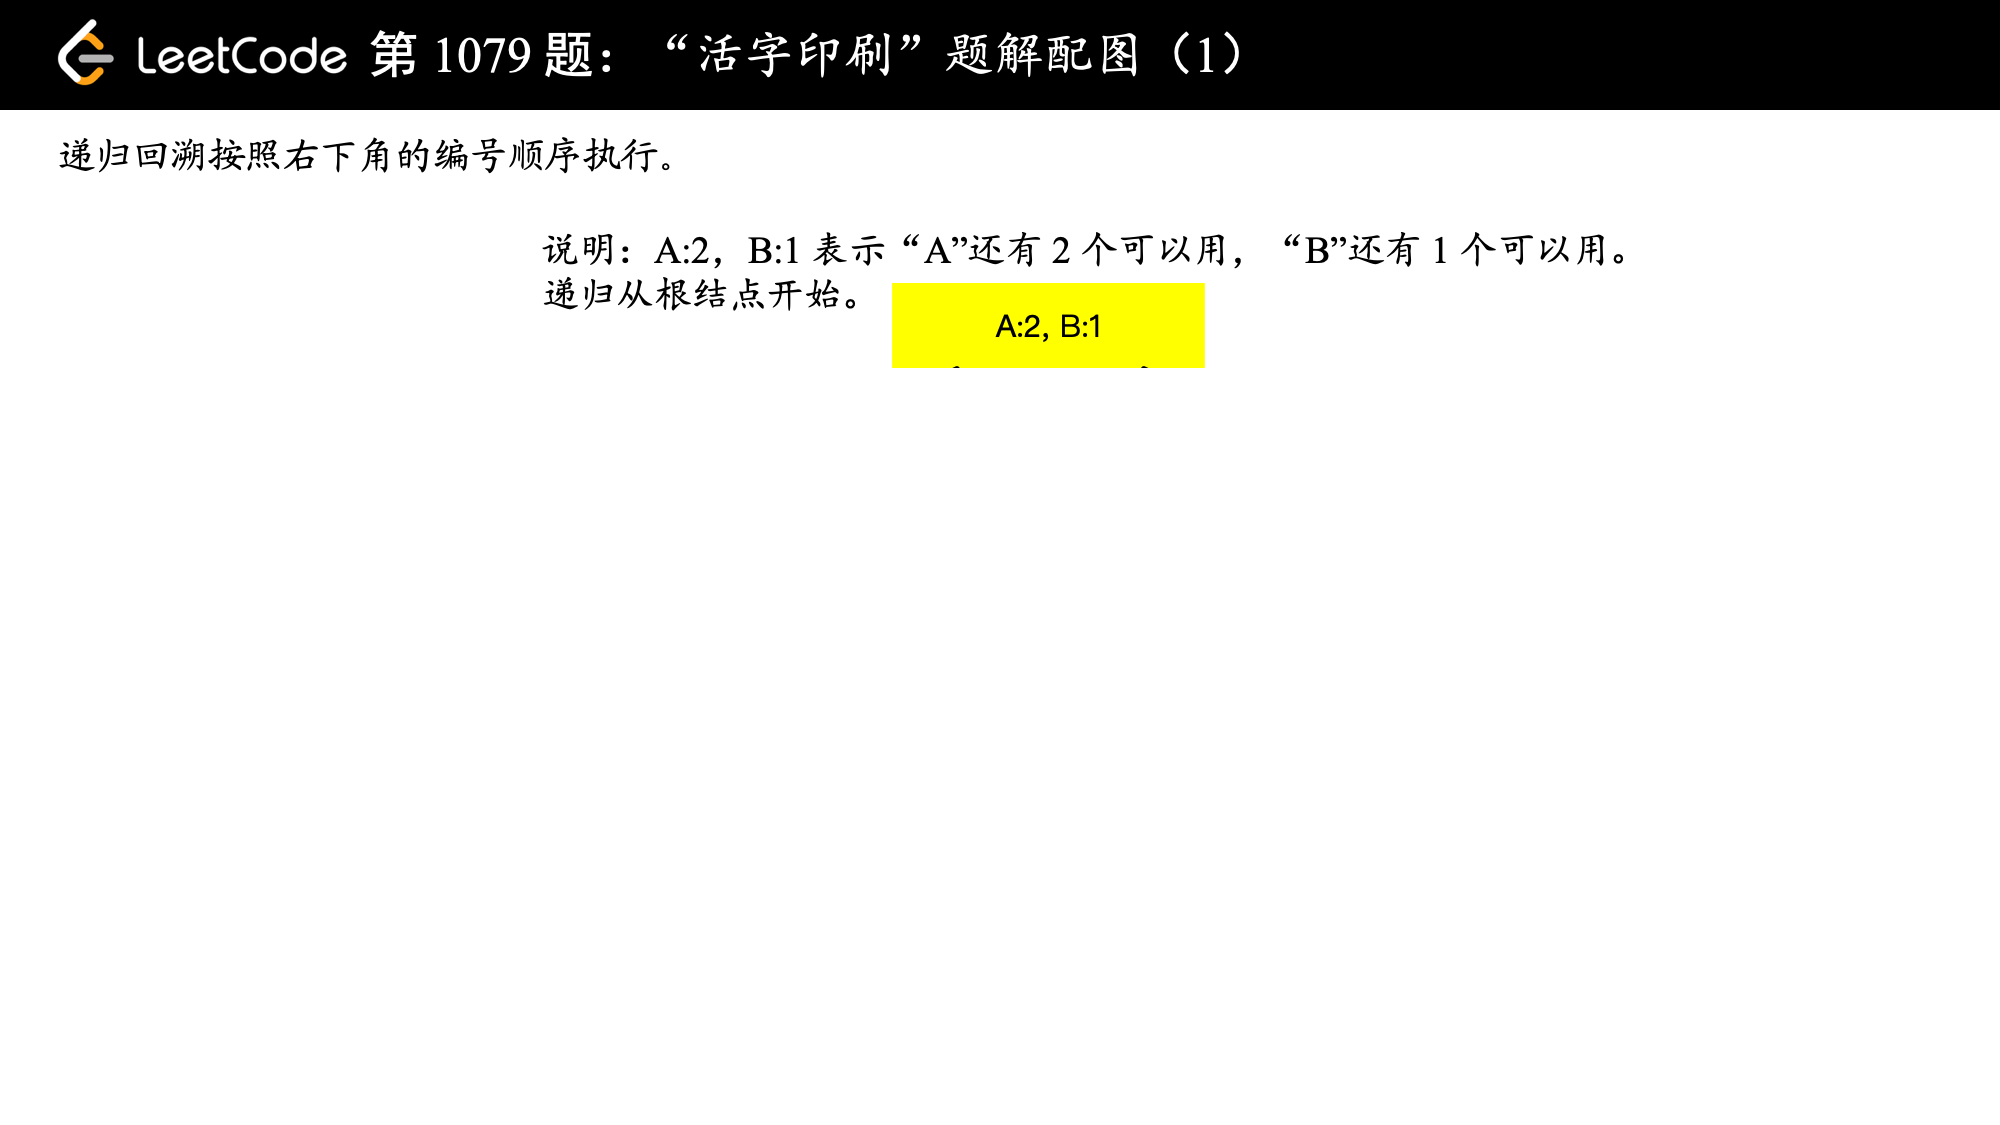 LeetCode 第 1079 题：“活字印刷”题解配图（1）
递归回溯按照右下角的编号顺序执行。
说明：A:2，B:1 表示“A”还有 2 个可以用，“B”还有 1 个可以用。
递归从根结点开始。
A:2, B:1